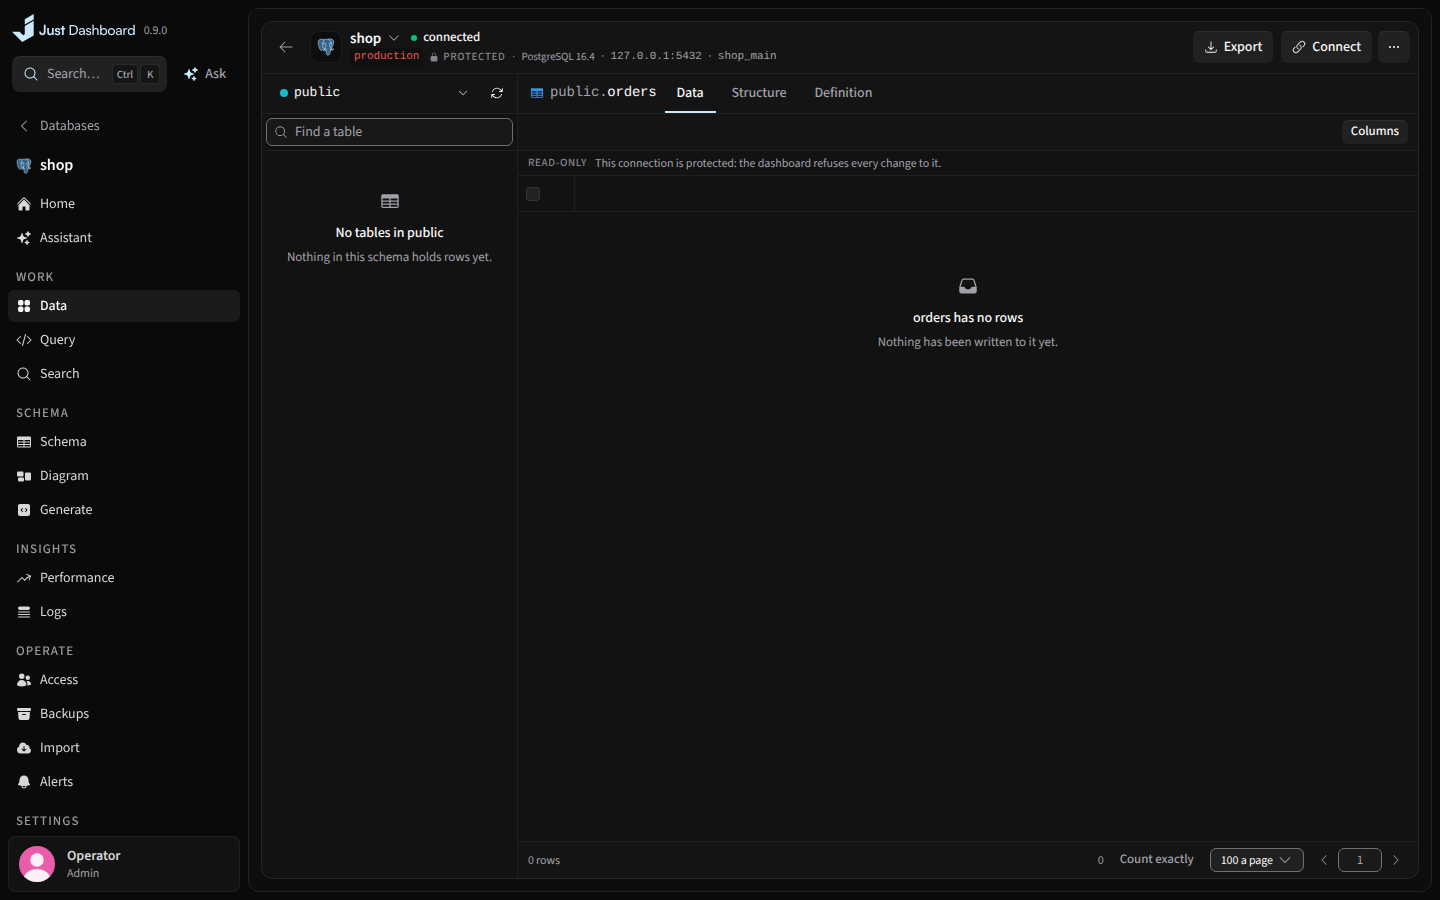 Just Dashboard 0.9.0
Search... Ctrl K
Ask
Databases
shop
Home
Assistant
WORK
Data
Query
Search
SCHEMA
Schema
Diagram
Generate
INSIGHTS
Performance
Logs
OPERATE
Access
Backups
Import
Alerts
SETTINGS
Operator
Admin
shop connected
production PROTECTED · PostgreSQL 16.4 · 127.0.0.1:5432 · shop_main
Export
Connect
public
Find a table
No tables in public
Nothing in this schema holds rows yet.
public.orders Data Structure Definition
Columns
READ-ONLY This connection is protected: the dashboard refuses every change to it.
orders has no rows
Nothing has been written to it yet.
0 rows
0 Count exactly 100 a page 1